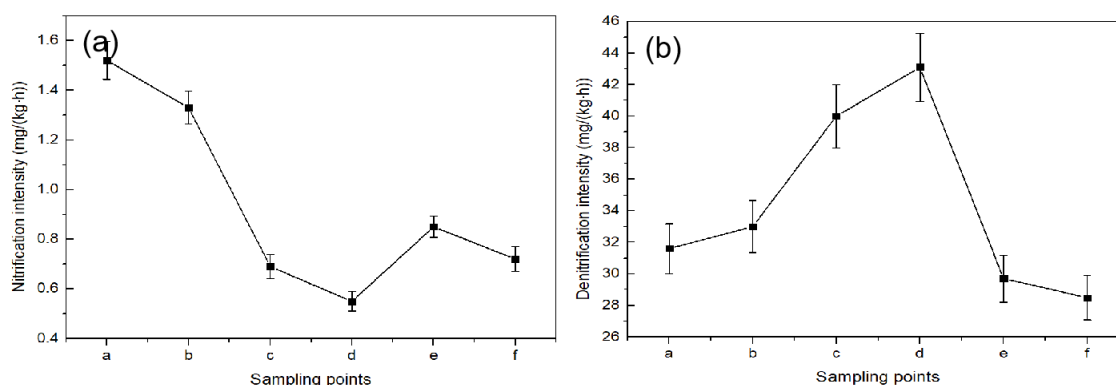 (a)
Nitrification intensity (mg/(kg·h))
1.6
1.4
1.2
1.0
0.8
0.6
0.4
a b c d e f
Sampling points
(b)
Denitrification intensity (mg/(kg·h))
46
44
42
40
38
36
34
32
30
28
26
a b c d e f
Sampling points